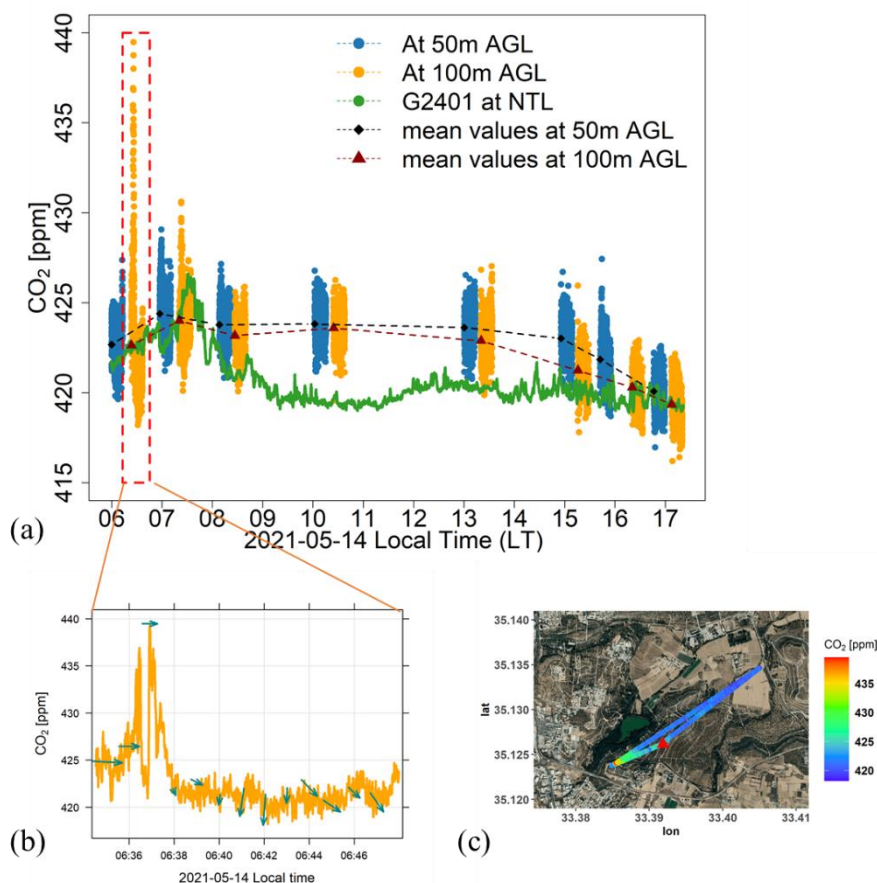 440
435
430
425
420
415
CO₂ [ppm]
At 50m AGL
At 100m AGL
G2401 at NTL
mean values at 50m AGL
mean values at 100m AGL
06 07 08 09 10 11 13 14 15 16 17
2021-05-14 Local Time (LT)
(a)
440
435
430
425
420
CO₂ [ppm]
06:36 06:38 06:40 06:42 06:44 06:46
2021-05-14 Local time
(b)
35.140
35.135
35.130
35.125
35.120
lat
33.38 33.39 33.40 33.41
lon
CO₂ [ppm]
435
430
425
420
(c)